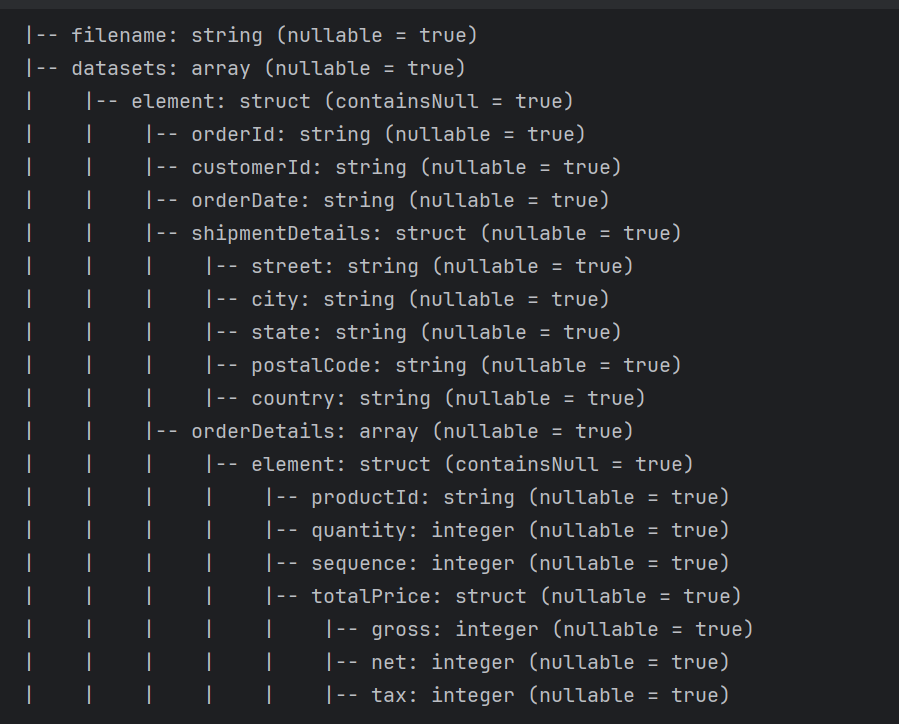 |-- filename: string (nullable = true)
|-- datasets: array (nullable = true)
|    |-- element: struct (containsNull = true)
|    |    |-- orderId: string (nullable = true)
|    |    |-- customerId: string (nullable = true)
|    |    |-- orderDate: string (nullable = true)
|    |    |-- shipmentDetails: struct (nullable = true)
|    |    |    |-- street: string (nullable = true)
|    |    |    |-- city: string (nullable = true)
|    |    |    |-- state: string (nullable = true)
|    |    |    |-- postalCode: string (nullable = true)
|    |    |    |-- country: string (nullable = true)
|    |    |-- orderDetails: array (nullable = true)
|    |    |    |-- element: struct (containsNull = true)
|    |    |    |    |-- productId: string (nullable = true)
|    |    |    |    |-- quantity: integer (nullable = true)
|    |    |    |    |-- sequence: integer (nullable = true)
|    |    |    |    |-- totalPrice: struct (nullable = true)
|    |    |    |    |    |-- gross: integer (nullable = true)
|    |    |    |    |    |-- net: integer (nullable = true)
|    |    |    |    |    |-- tax: integer (nullable = true)